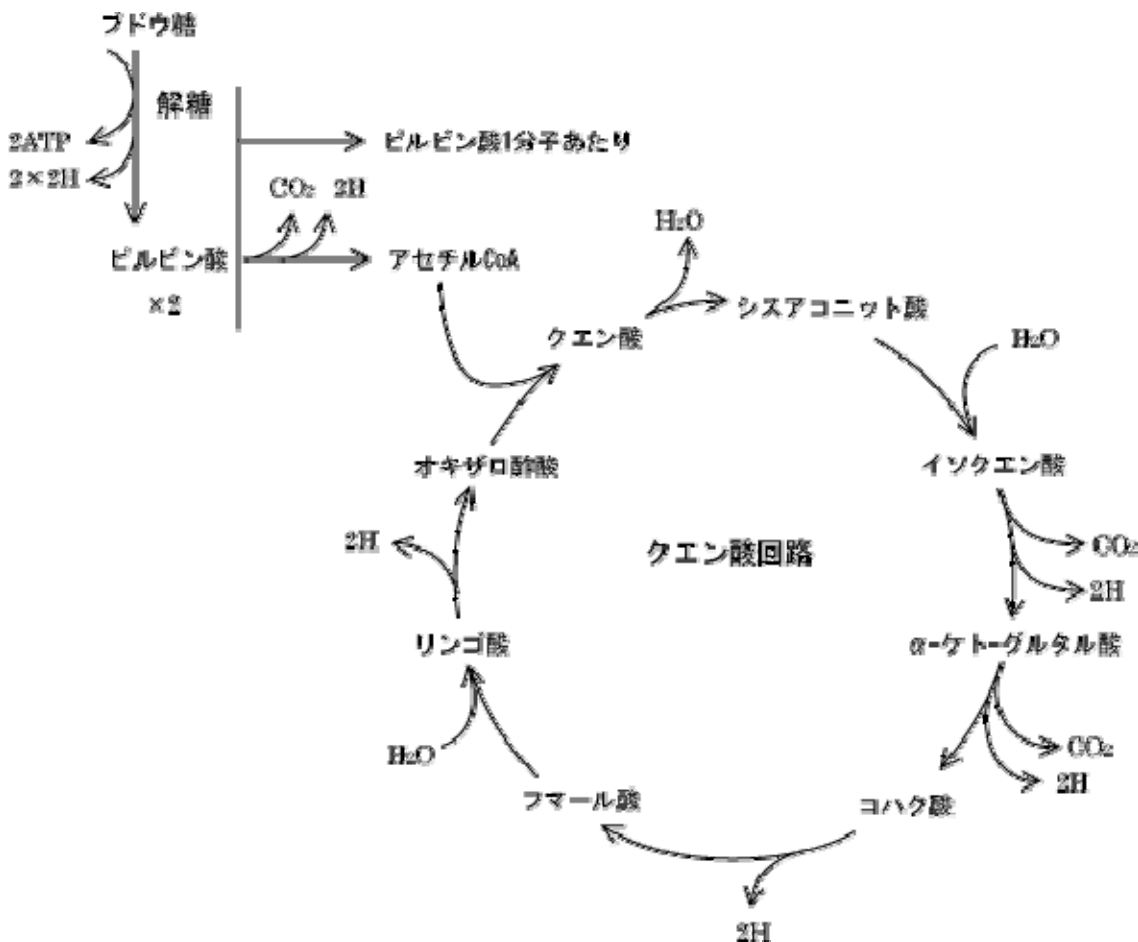 ブドウ糖
解糖
2ATP
2×2H
ピルビン酸1分子あたり
CO₂ 2H
ピルビン酸
×2
アセチルCoA
H₂O
シスアコニット酸
クエン酸
H₂O
オキザロ酢酸
イソクエン酸
2H
クエン酸回路
CO₂
2H
リンゴ酸
α-ケト-グルタル酸
H₂O
CO₂
2H
フマール酸
コハク酸
2H